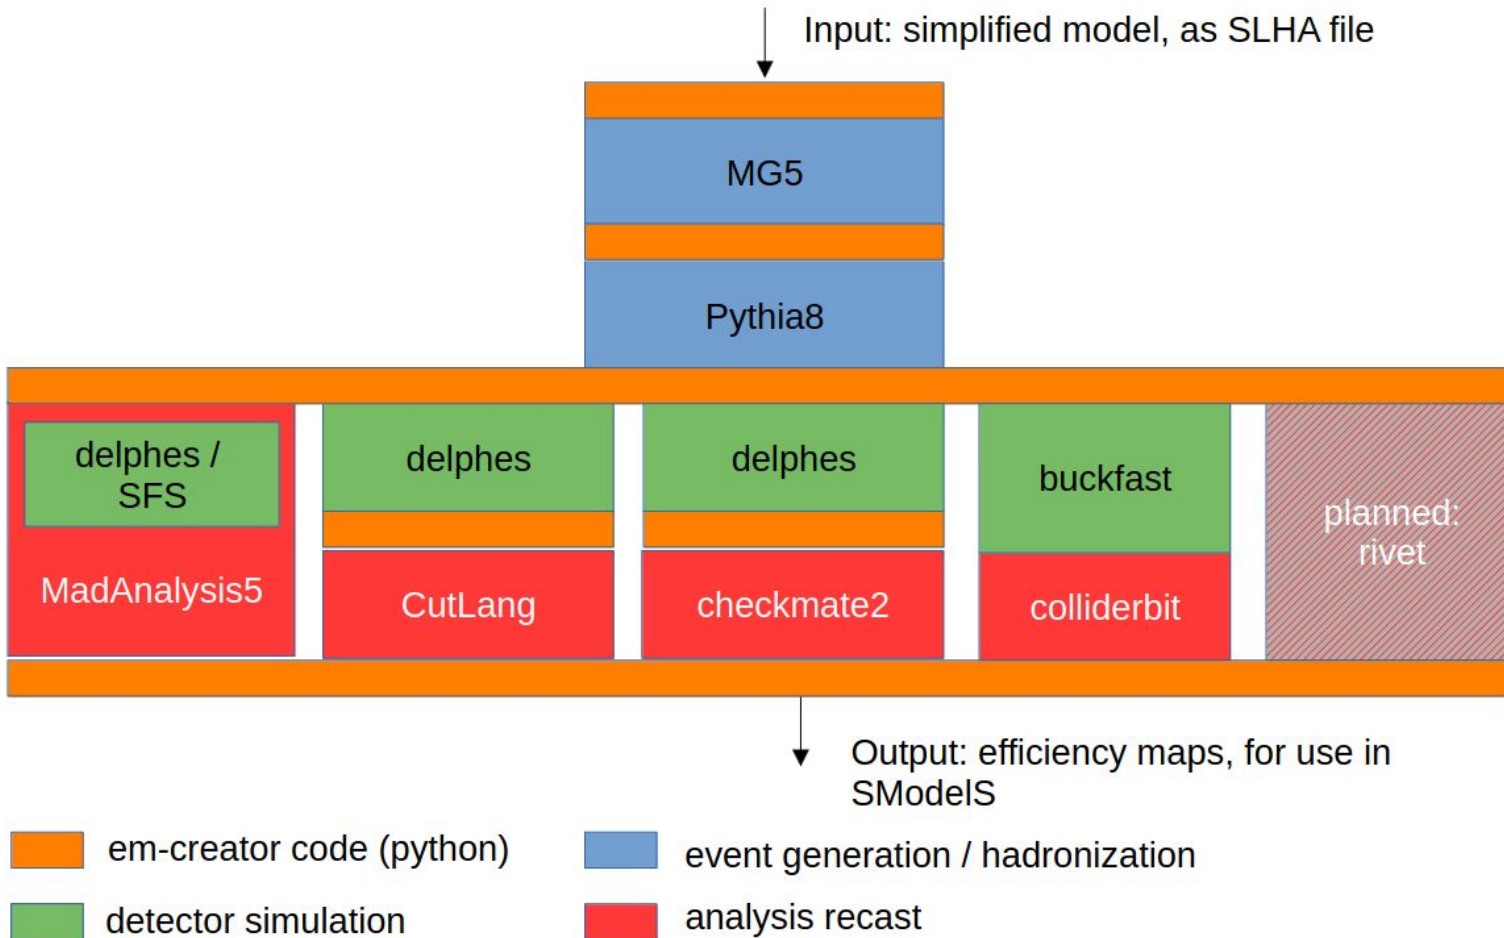 Input: simplified model, as SLHA file
MG5
Pythia8
delphes /
SFS
MadAnalysis5
delphes
CutLang
delphes
checkmate2
buckfast
colliderbit
planned:
rivet
Output: efficiency maps, for use in
SModelS
em-creator code (python)
event generation / hadronization
detector simulation
analysis recast